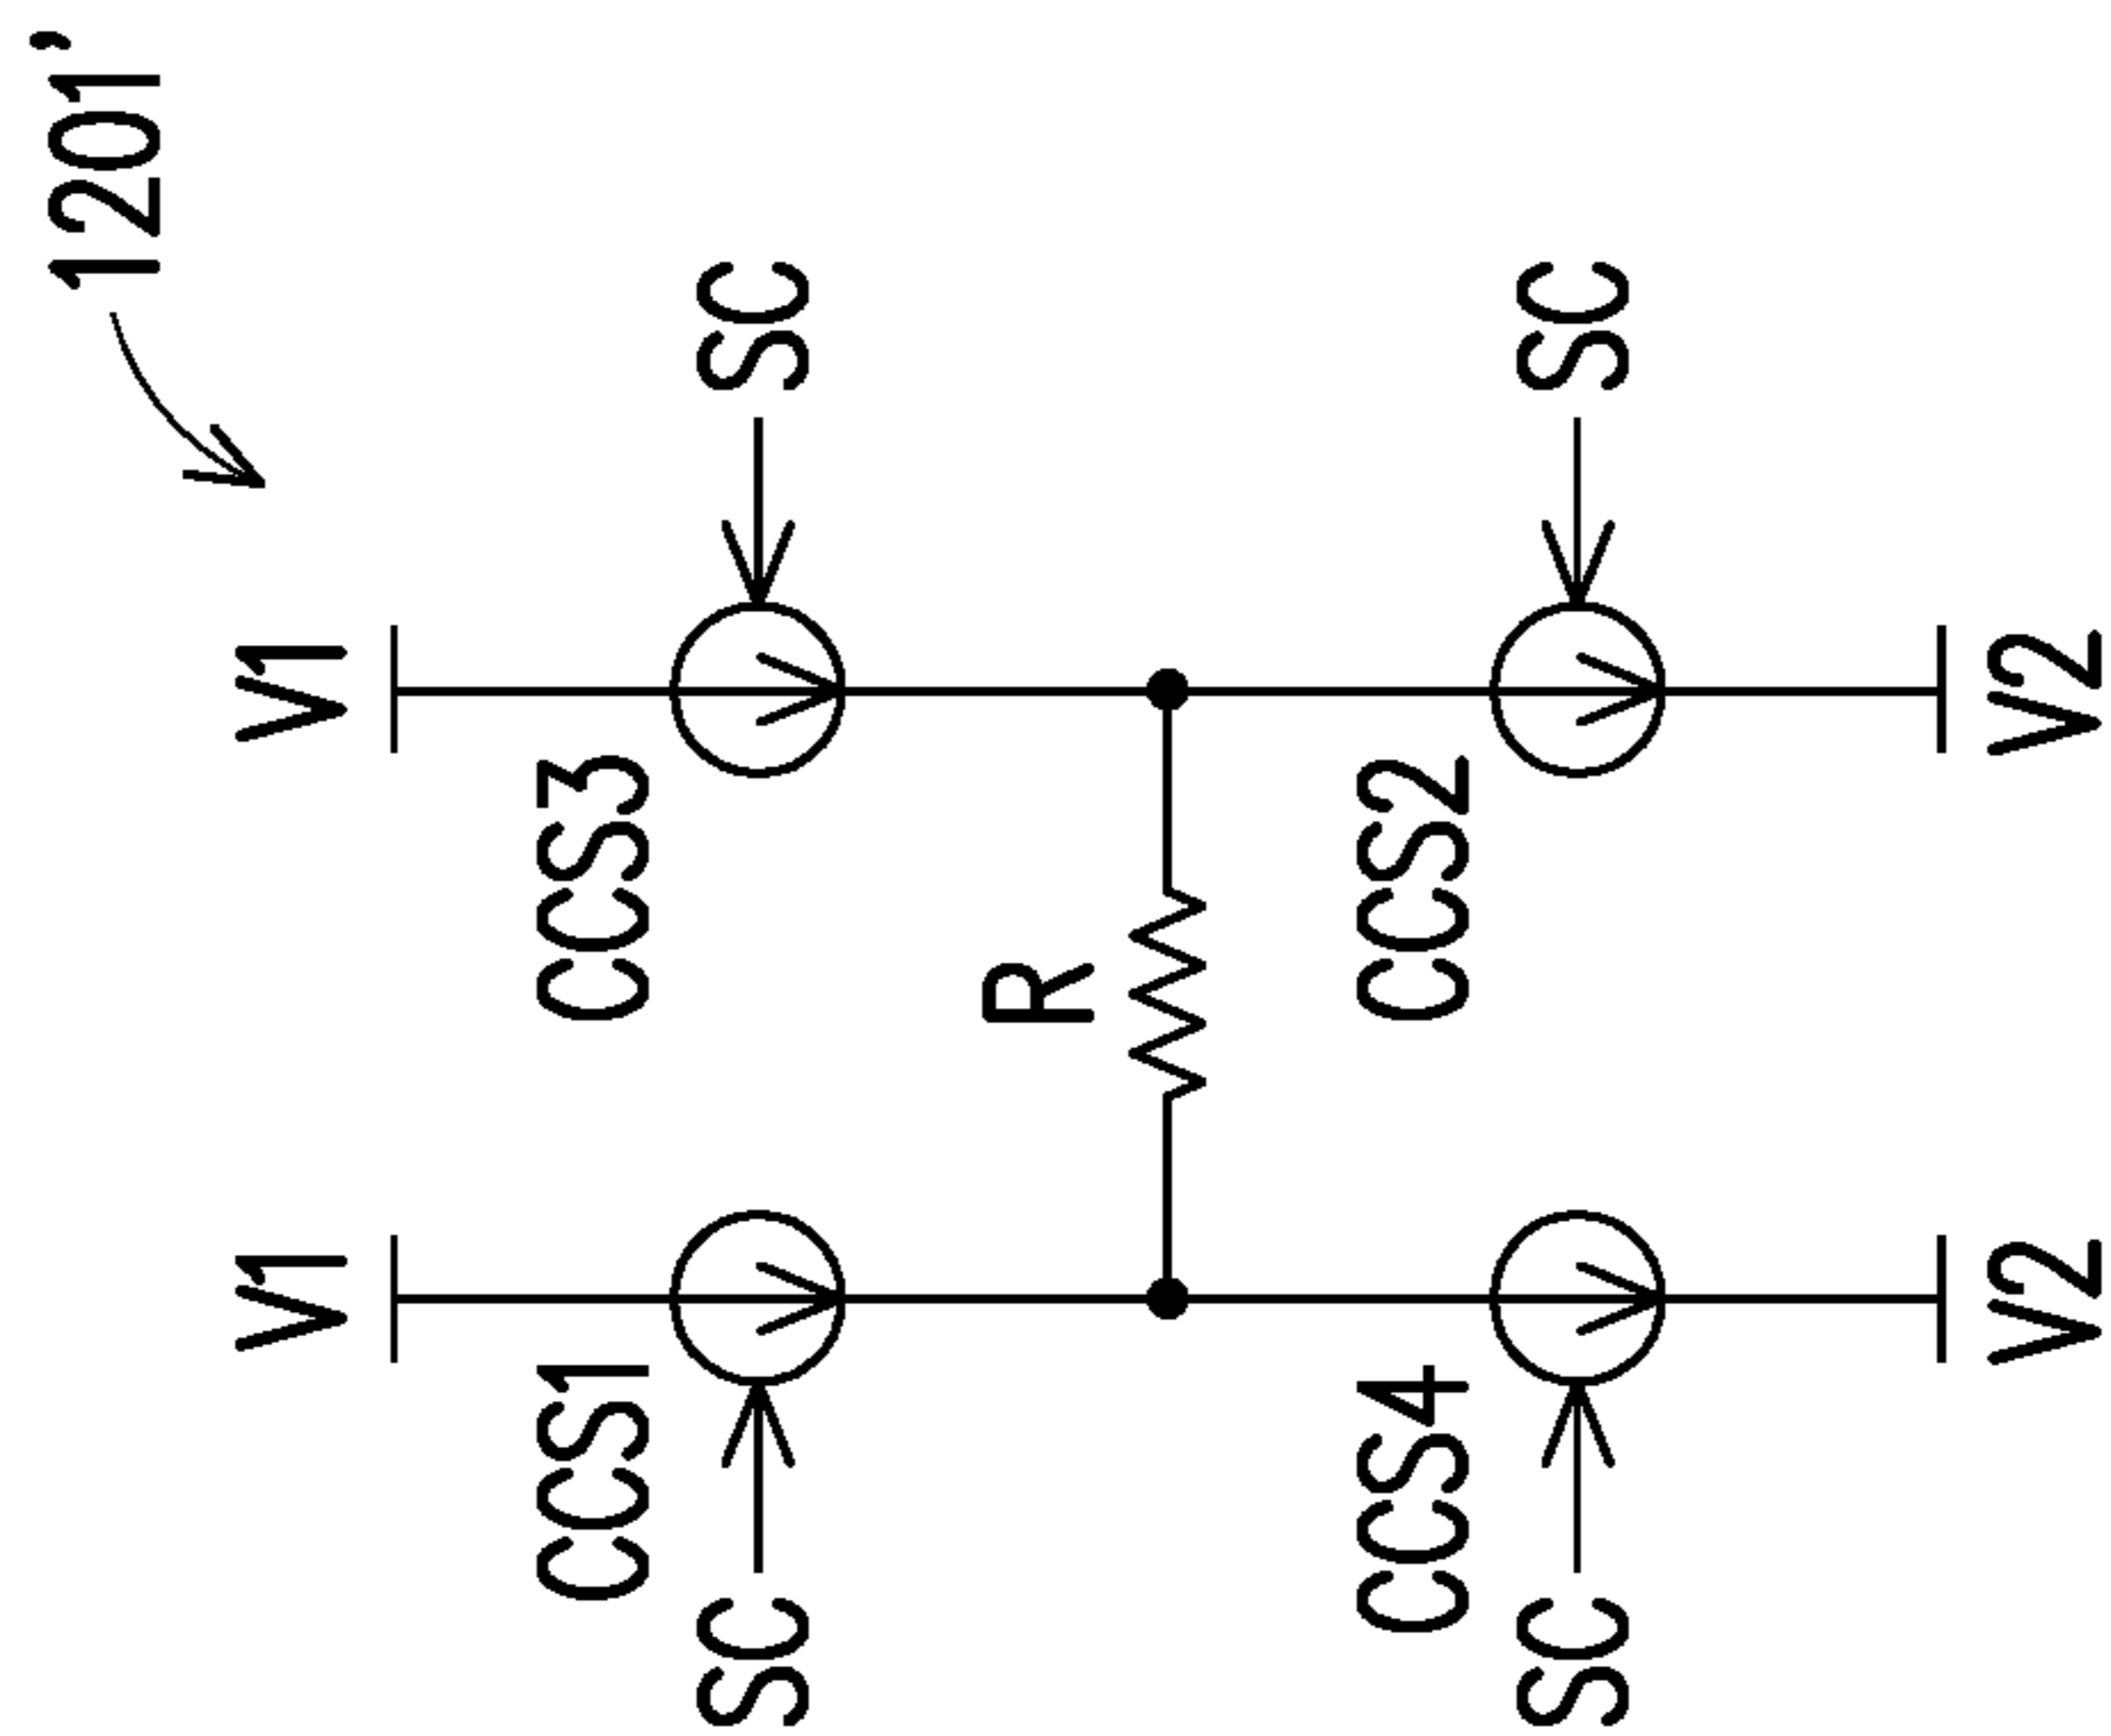 1201’
V1 V1
CCS1 CCS3
SC SC
R
CCS4 CCS2
SC SC
V2 V2